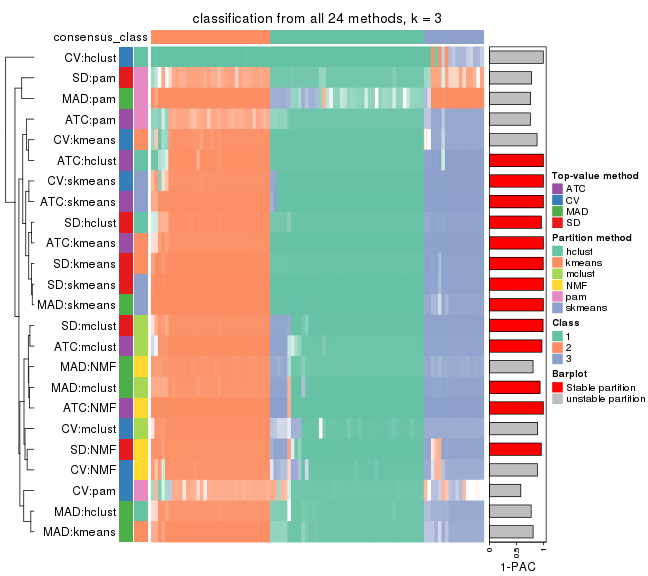 classification from all 24 methods, k = 3
consensus_class
CV:hclust
SD:pam
MAD:pam
ATC:pam
CV:kmeans
ATC:hclust
CV:skmeans
ATC:skmeans
SD:hclust
ATC:kmeans
SD:kmeans
SD:skmeans
MAD:skmeans
SD:mclust
ATC:mclust
MAD:NMF
MAD:mclust
ATC:NMF
CV:mclust
SD:NMF
CV:NMF
CV:pam
MAD:hclust
MAD:kmeans
0
0.5
1
1-PAC
Top-value method
ATC
CV
MAD
SD
Partition method
hclust
kmeans
mclust
NMF
pam
skmeans
Class
1
2
3
Barplot
Stable partition
unstable partition